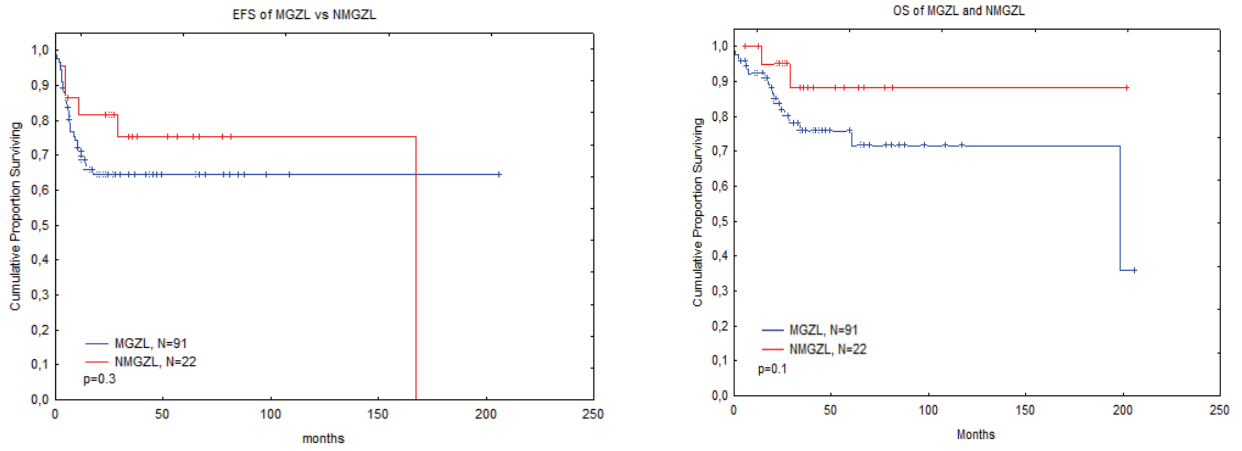 EFS of MGZL vs NMGZL
Cumulative Proportion Surviving
1,0
0,9
0,8
0,7
0,6
0,5
0,4
0,3
0,2
0,1
0,0
MGZL, N=91
NMGZL, N=22
p=0.3
0 50 100 150 200 250
months
OS of MGZL and NMGZL
Cumulative Proportion Surviving
1,0
0,9
0,8
0,7
0,6
0,5
0,4
0,3
0,2
0,1
0,0
MGZL, N=91
NMGZL, N=22
p=0.1
0 50 100 150 200 250
Months